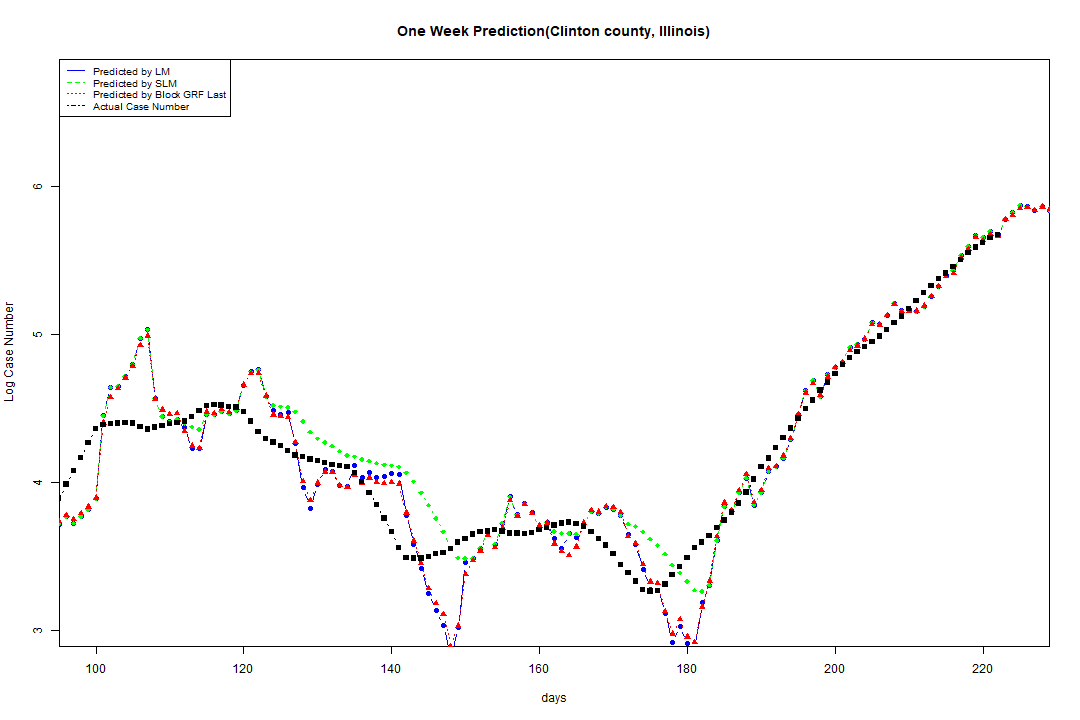 One Week Prediction(Clinton county, Illinois)
Predicted by LM
Predicted by SLM
Predicted by Block GRF Last
Actual Case Number
6
5
4
3
Log Case Number
100 120 140 160 180 200 220
days